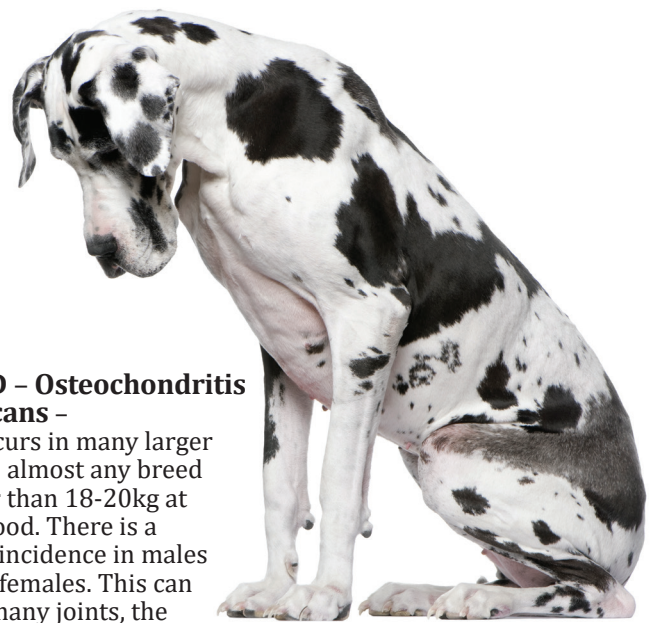 D – Osteochondritis
cans –
curs in many larger
almost any breed
r than 18-20kg at
ood. There is a
incidence in males
females. This can
many joints, the